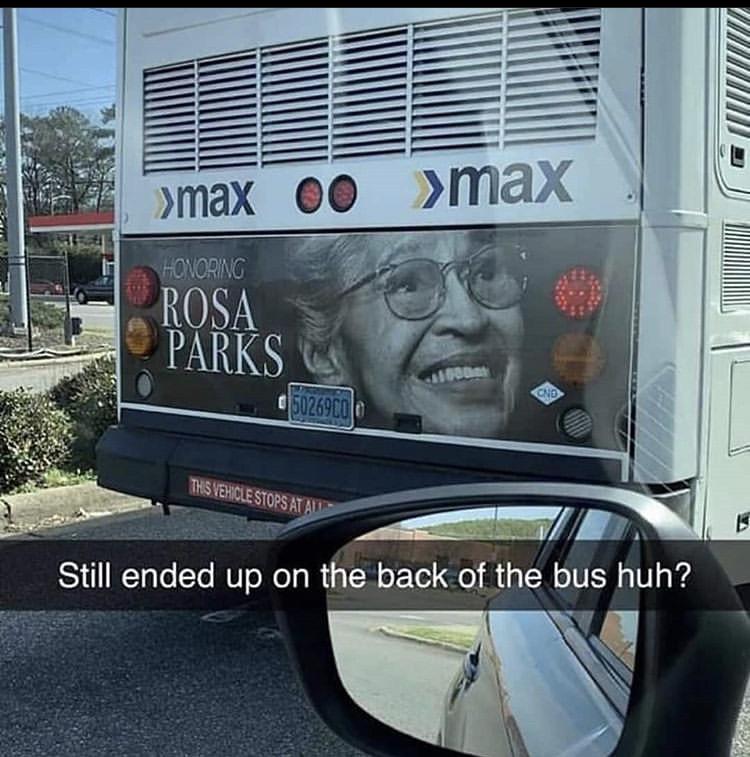 »max »max
HONORING
ROSA
PARKS
50269CO
CNG
THIS VEHICLE STOPS AT
Still ended up on the back of the bus huh?